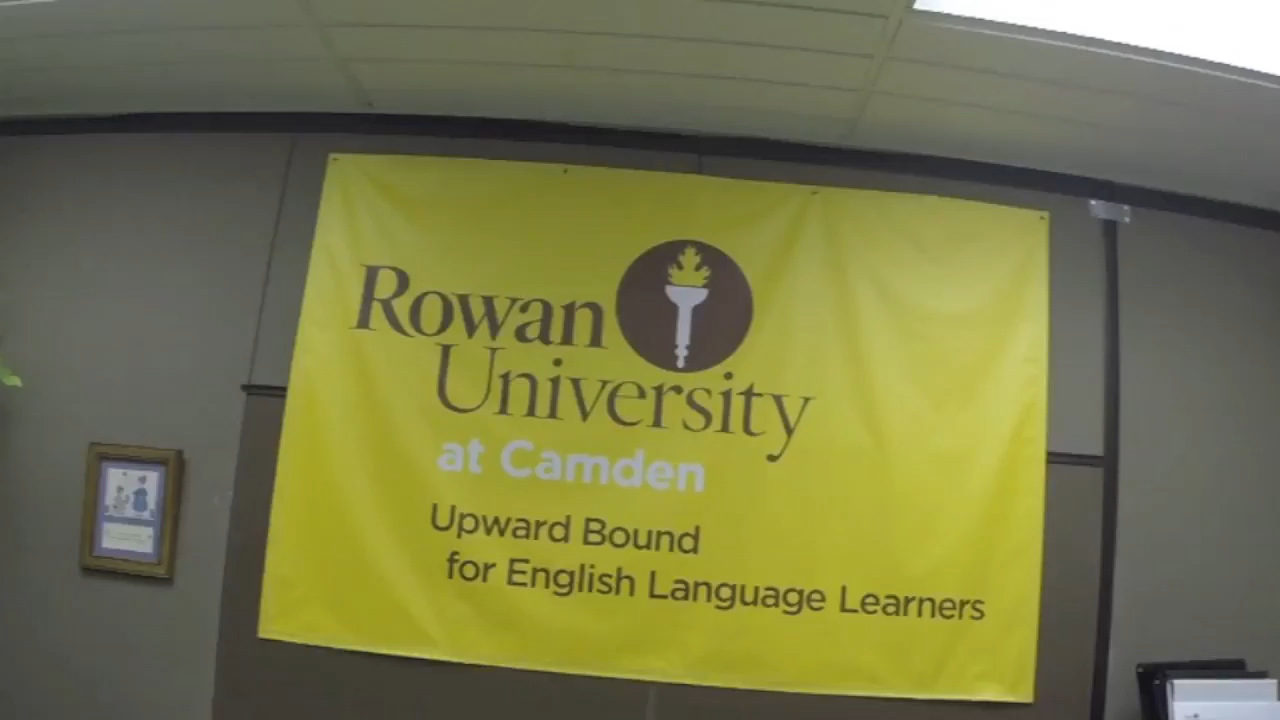 Rowan
University
at Camden
Upward Bound
for English Language Learners